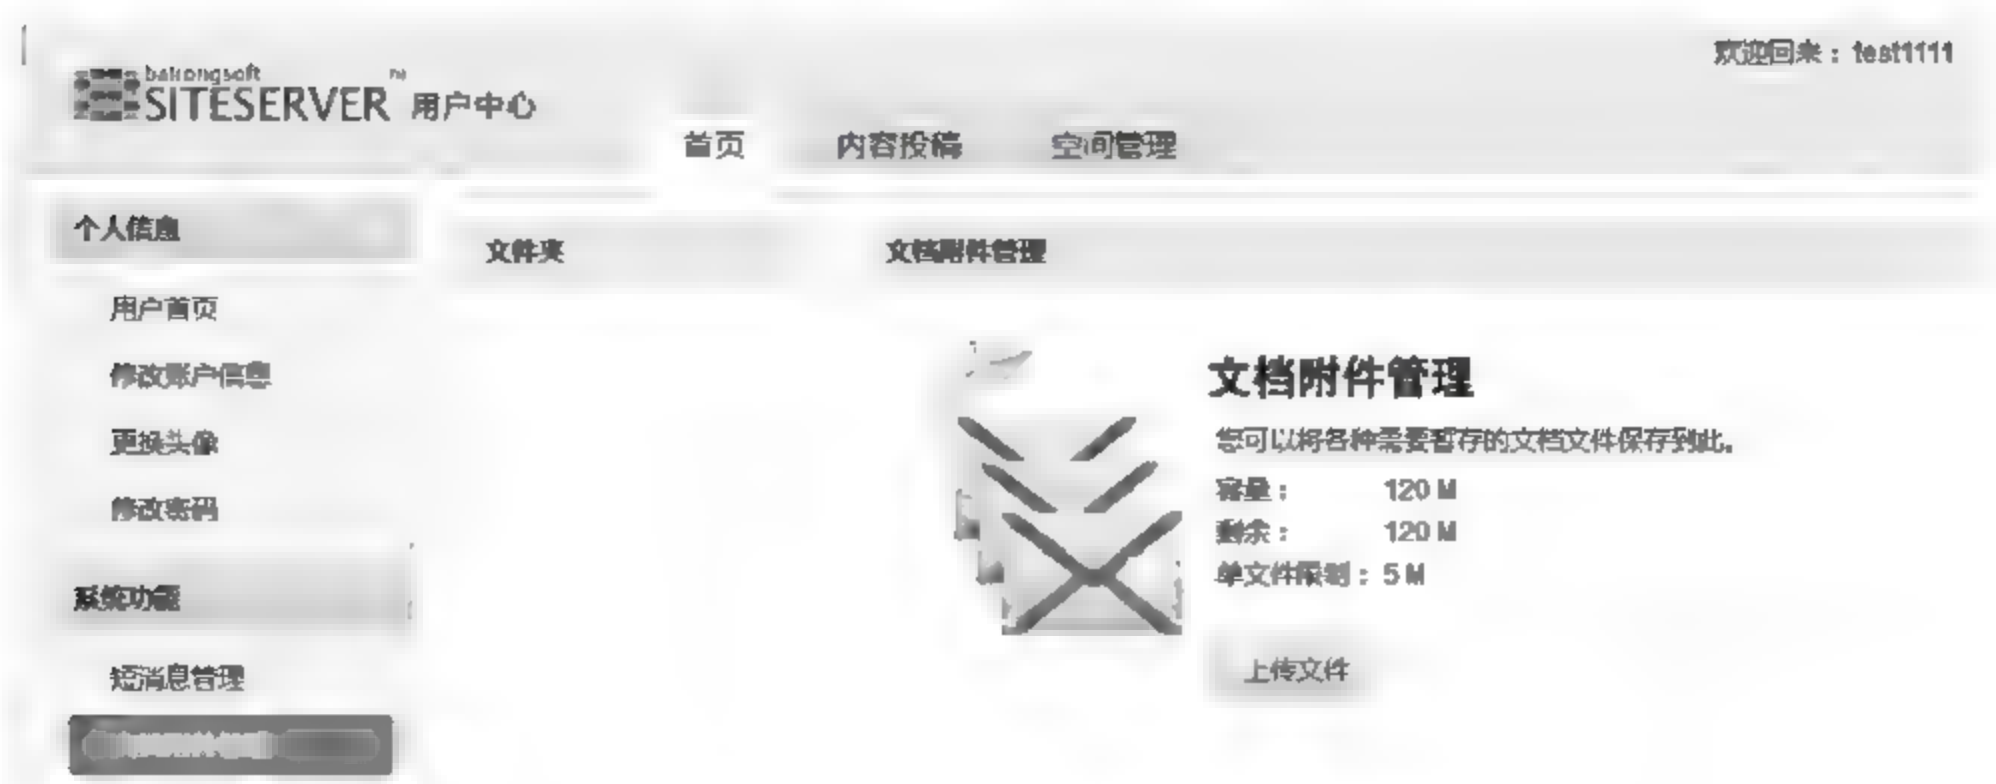 欢迎回来：test1111
bairongsoft
SITESERVER™ 用户中心
首页 内容投稿 空间管理
个人信息
文件夹
文档附件管理
用户首页
修改账户信息
更换头像
修改密码
系统功能
短消息管理
文档附件管理
您可以将各种需要暂存的文档文件保存到此。
容量： 120 M
剩余： 120 M
单文件限制：5 M
上传文件